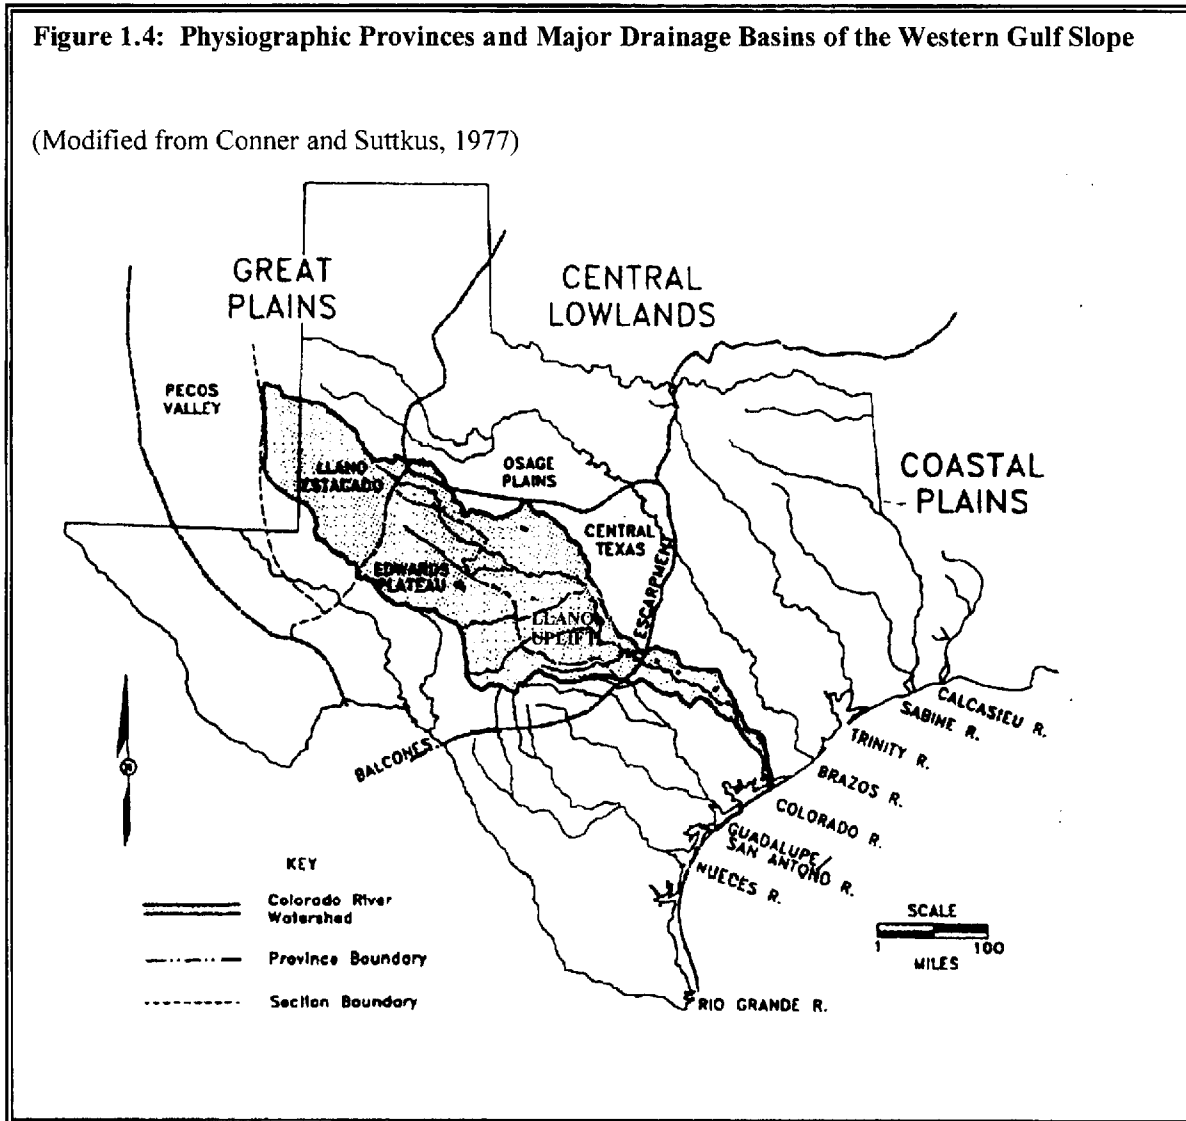 Figure 1.4: Physiographic Provinces and Major Drainage Basins of the Western Gulf Slope
(Modified from Conner and Suttkus, 1977)
GREAT
PLAINS
CENTRAL
LOWLANDS
PECOS
VALLEY
LLANO
ESTACADO
OSAGE
PLAINS
COASTAL
PLAINS
CENTRAL
TEXAS
EDWARDS
PLATEAU
ESCARPMENT
LLANO
UPLIFT
BALCONES
CALCASIEU R.
SABINE R.
TRINITY R.
BRAZOS R.
COLORADO R.
GUADALUPE/
SAN ANTONO R.
NUECES R.
RIO GRANDE R.
N
KEY
Colorado River
Watershed
Province Boundary
Section Boundary
SCALE
1 100
MILES